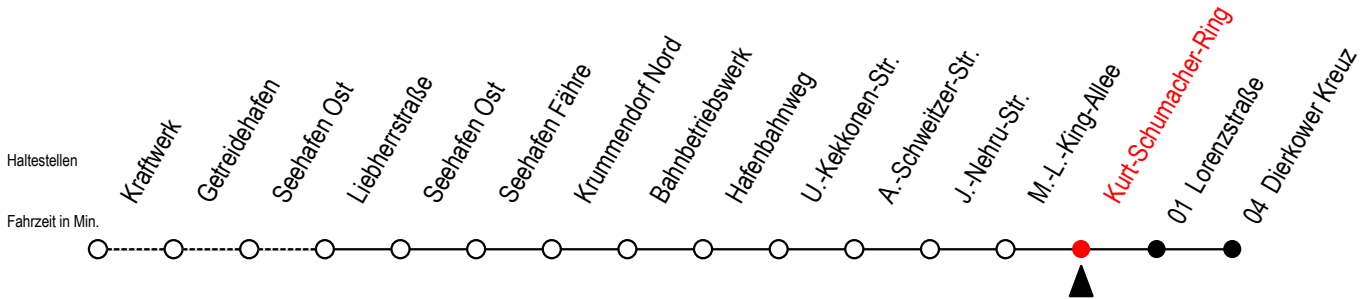 Haltestellen
Fahrzeit in Min.
Kraftwerk
Getreidehafen
Seehafen Ost
Liebherrstraße
Seehafen Ost
Seehafen Fähre
Krummendorf Nord
Bahnbetriebswerk
Hafenbahnweg
U.-Kekkonen-Str.
A.-Schweitzer-Str.
J.-Nehru-Str.
M.-L.-King-Allee
Kurt-Schumacher-Ring
01 Lorenzstraße
04 Dierkower Kreuz